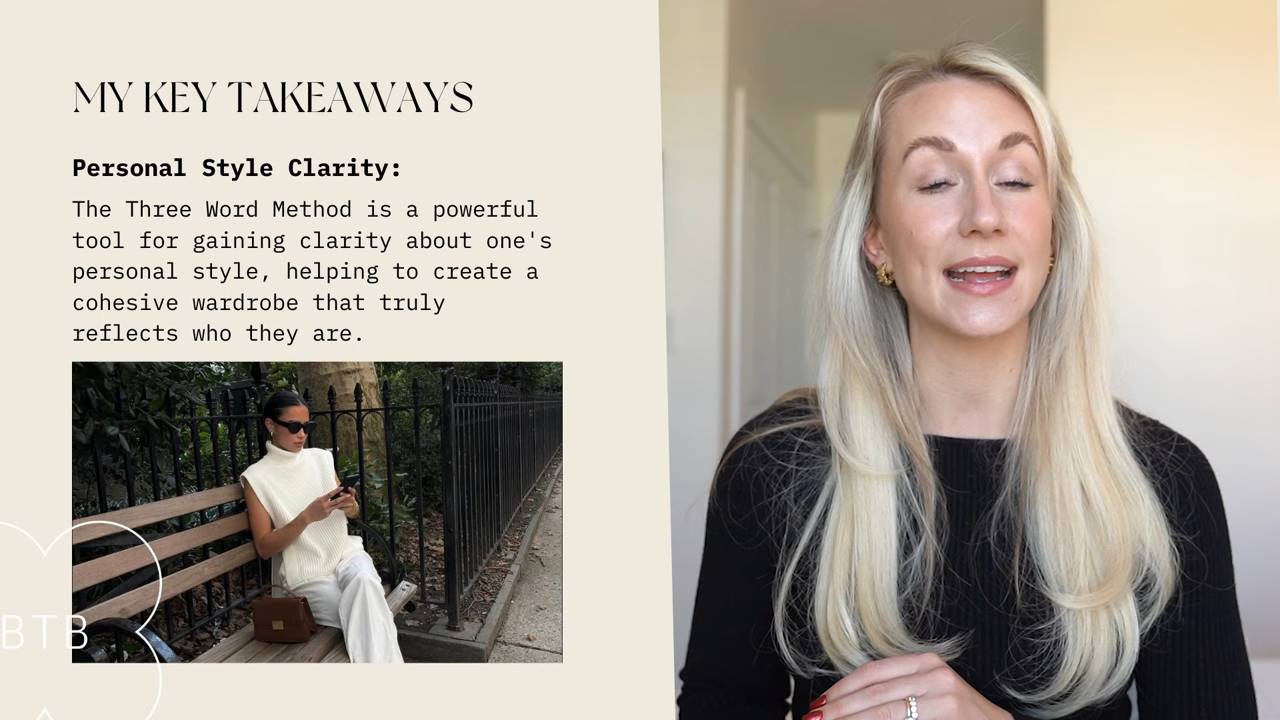 MY KEY TAKEAWAYS
Personal Style Clarity:
The Three Word Method is a powerful
tool for gaining clarity about one's
personal style, helping to create a
cohesive wardrobe that truly
reflects who they are.
BTB